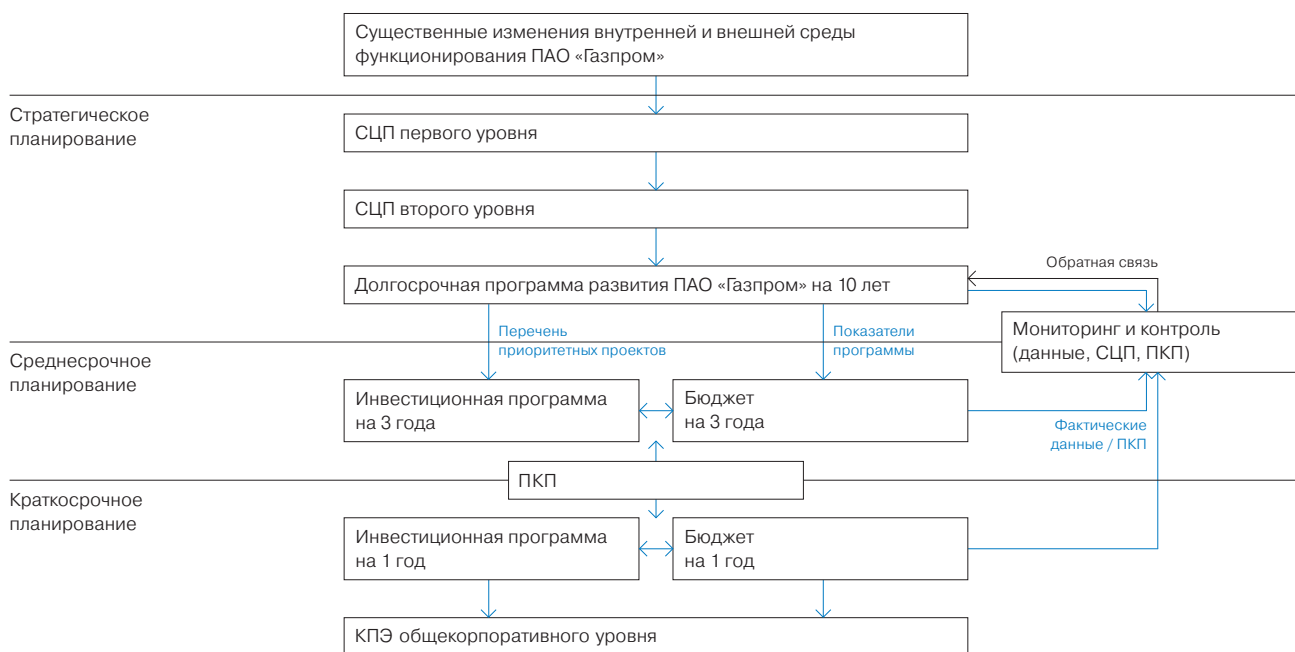 Существенные изменения внутренней и внешней среды
функционирования ПАО «Газпром»
Стратегическое
планирование
СЦП первого уровня
СЦП второго уровня
Обратная связь
Долгосрочная программа развития ПАО «Газпром» на 10 лет
Перечень
приоритетных проектов
Показатели
программы
Мониторинг и контроль
(данные, СЦП, ПКП)
Среднесрочное
планирование
Инвестиционная программа
на 3 года
Бюджет
на 3 года
Фактические
данные / ПКП
ПКП
Краткосрочное
планирование
Инвестиционная программа
на 1 год
Бюджет
на 1 год
КПЭ общекорпоративного уровня